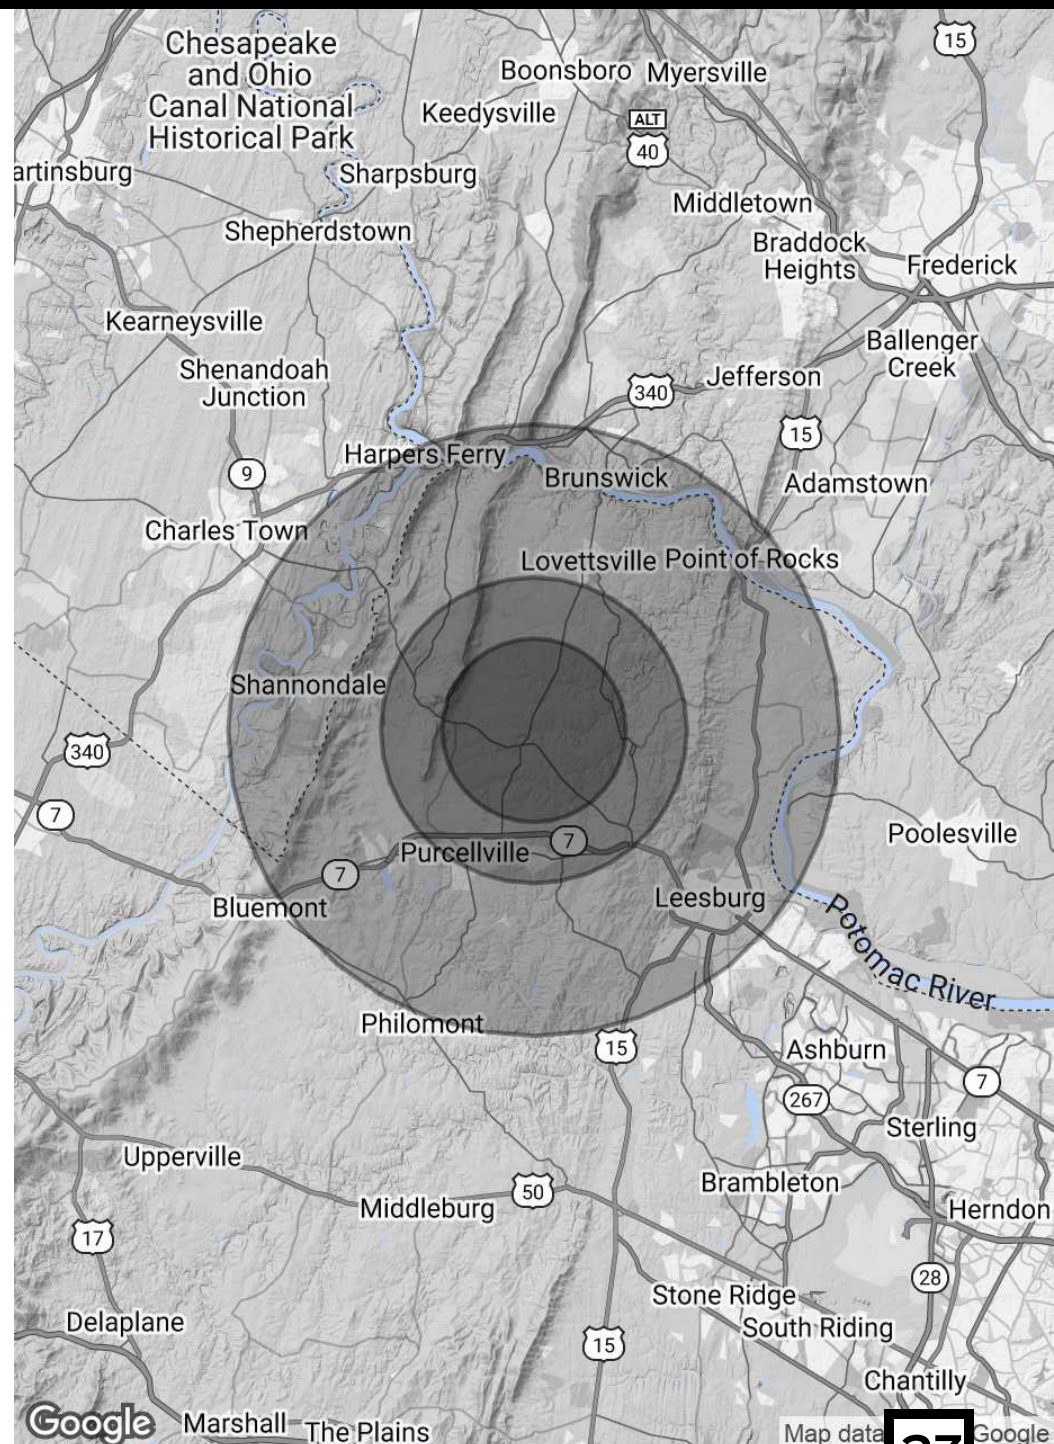 15
Chesapeake
and Ohio
Canal National
Historical Park
Boonsboro
Myersville
Keedysville
ALT
40
artinsburg
Sharpsburg
Middletown
Shepherdstown
Braddock
Heights
Frederick
Kearneysville
Ballenger
Creek
Shenandoah
Junction
Jefferson
340
15
Harpers Ferry
9
Brunswick
Adamstown
Charles Town
Lovettsville
Point of Rocks
Shannondale
340
7
Poolesville
7
Purcellville
7
Leesburg
Bluemont
Potomac River
Philomont
15
Ashburn
7
267
Sterling
Upperville
Brambleton
50
Middleburg
Herndon
17
28
Stone Ridge
Delaplane
South Riding
15
Chantilly
Google
Marshall
The Plains
Map data
Google